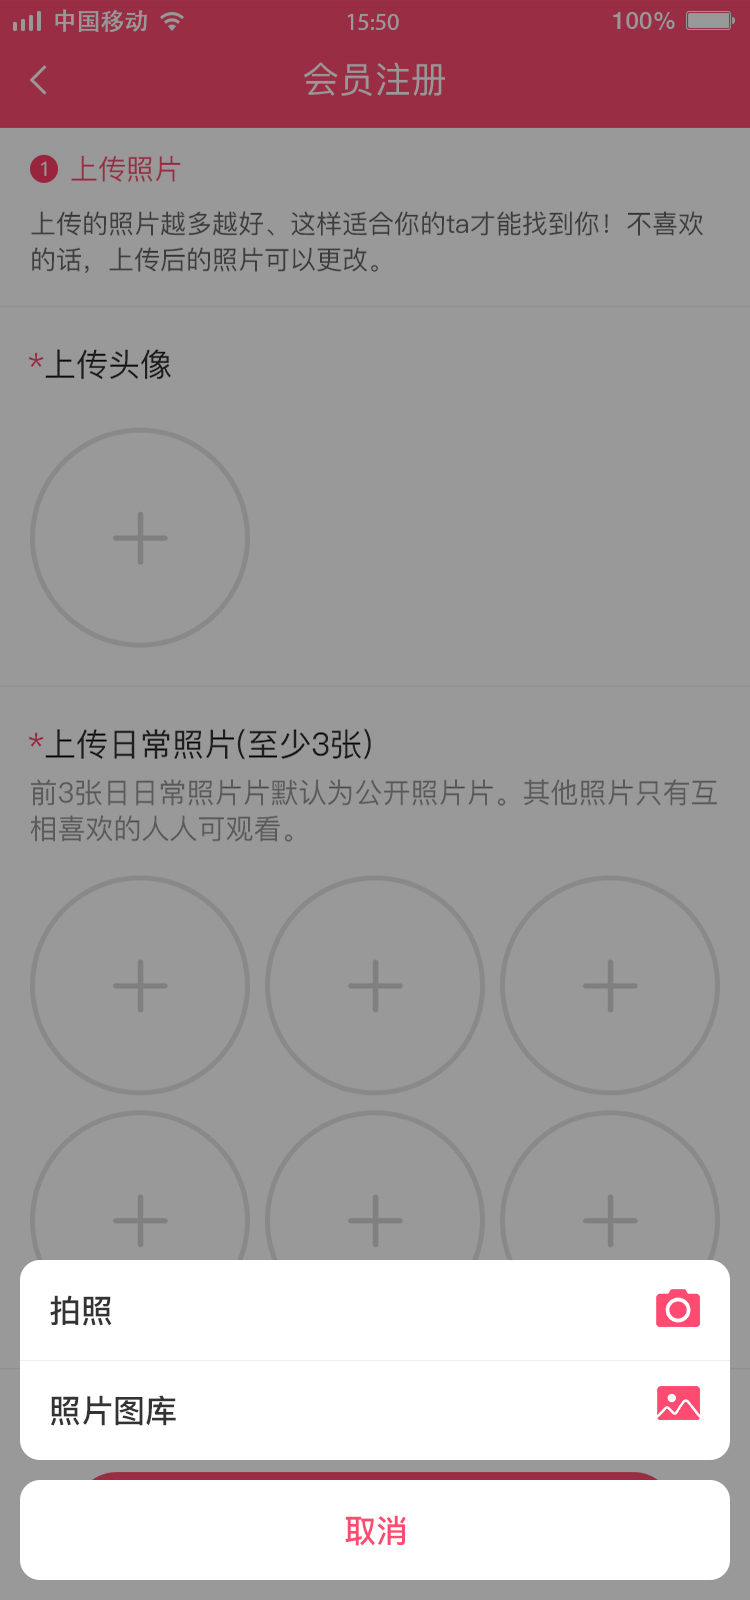 中国移动 15:50 100%
会员注册
1 上传照片
上传的照片越多越好、这样适合你的ta才能找到你！不喜欢
的话，上传后的照片可以更改。
*上传头像
*上传日常照片(至少3张)
前3张日日常照片片默认为公开照片片。其他照片只有互
相喜欢的人人可观看。
拍照
照片图库
取消